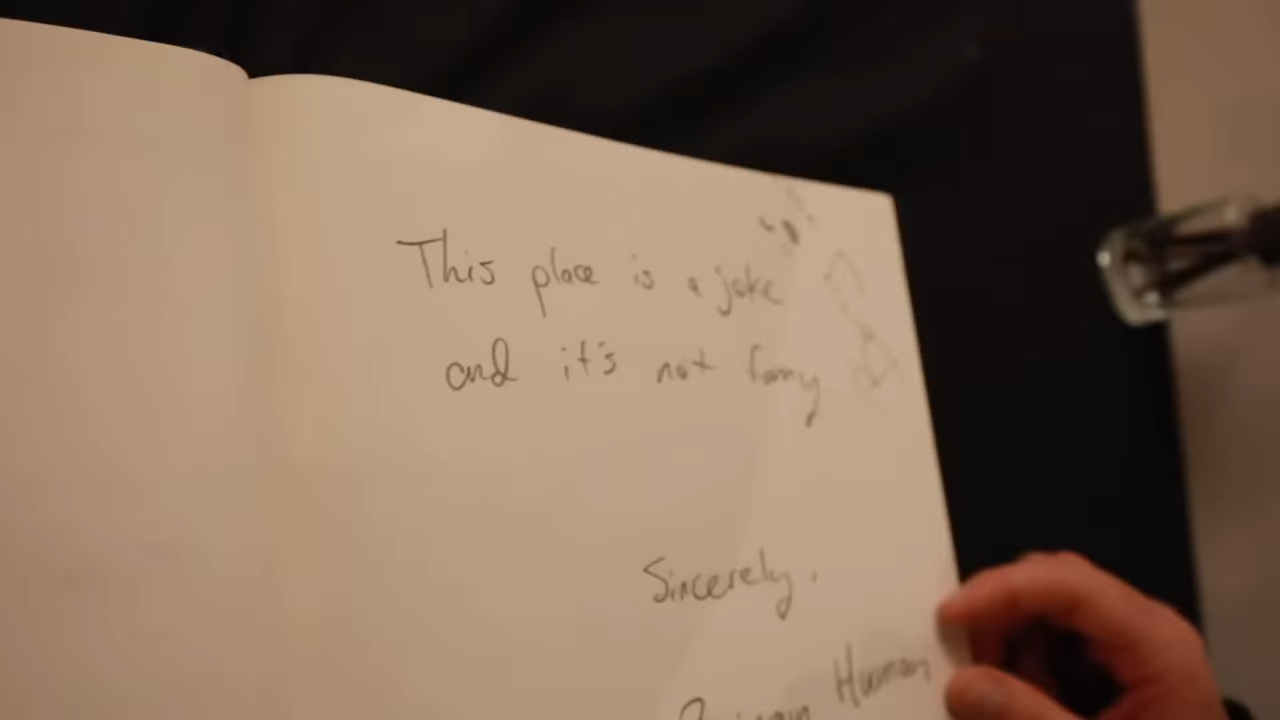 This place is a joke
and it's not funny
Sincerely,
Human